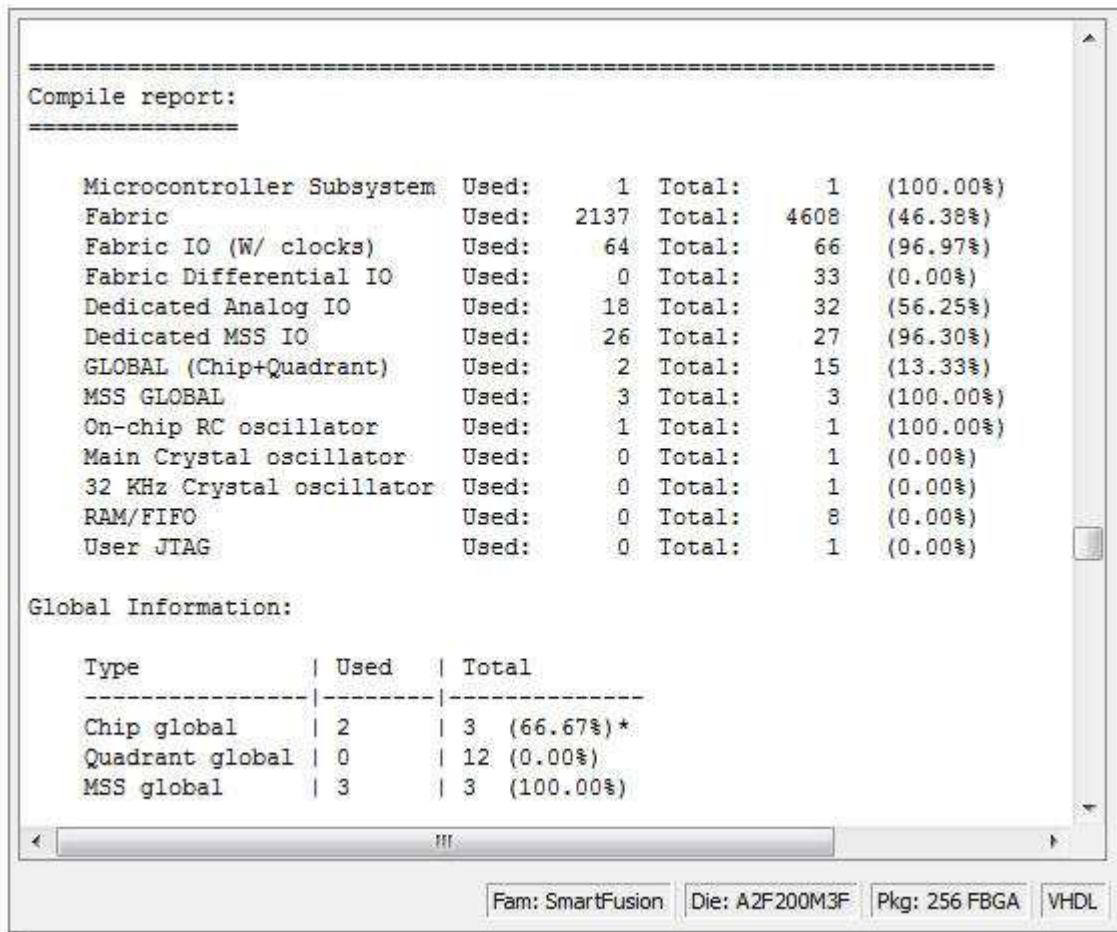 ======================================================================
Compile report:
===============
Microcontroller Subsystem  Used:      1  Total:      1   (100.00%)
Fabric                     Used:   2137  Total:   4608   (46.38%)
Fabric IO (W/ clocks)      Used:     64  Total:     66   (96.97%)
Fabric Differential IO     Used:      0  Total:     33   (0.00%)
Dedicated Analog IO        Used:     18  Total:     32   (56.25%)
Dedicated MSS IO           Used:     26  Total:     27   (96.30%)
GLOBAL (Chip+Quadrant)     Used:      2  Total:     15   (13.33%)
MSS GLOBAL                 Used:      3  Total:      3   (100.00%)
On-chip RC oscillator      Used:      1  Total:      1   (100.00%)
Main Crystal oscillator    Used:      0  Total:      1   (0.00%)
32 KHz Crystal oscillator  Used:      0  Total:      1   (0.00%)
RAM/FIFO                   Used:      0  Total:      8   (0.00%)
User JTAG                  Used:      0  Total:      1   (0.00%)
Global Information:
Type            | Used   | Total
----------------|--------|--------------
Chip global     | 2      | 3  (66.67%)*
Quadrant global | 0      | 12 (0.00%)
MSS global      | 3      | 3  (100.00%)
Fam: SmartFusion  Die: A2F200M3F  Pkg: 256 FBGA  VHDL